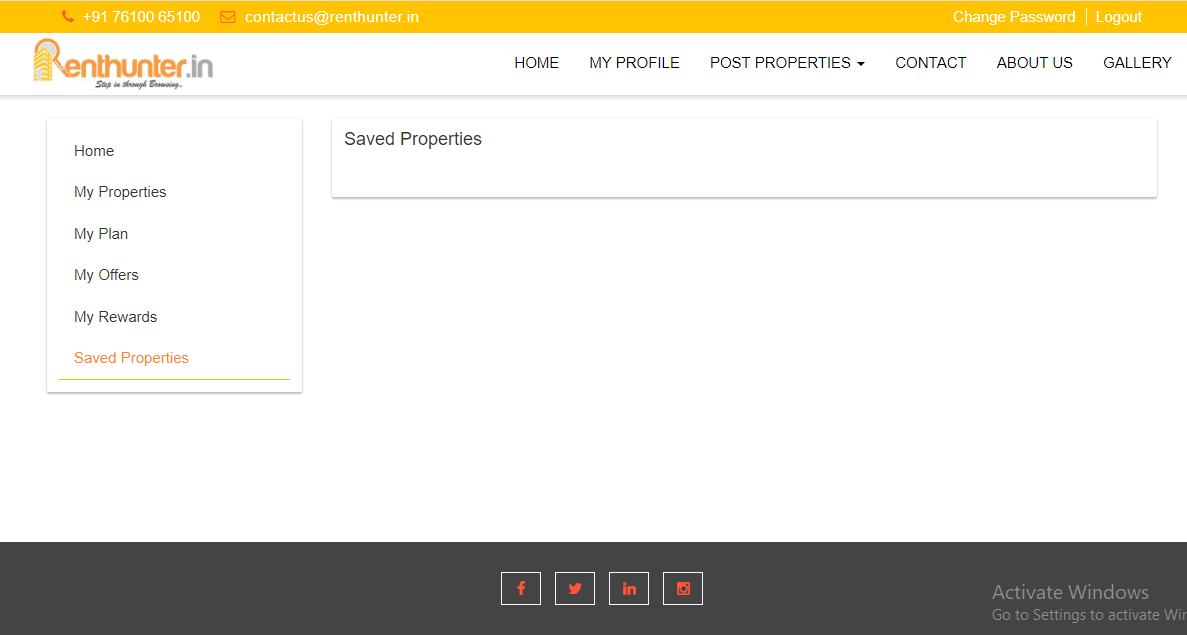 +91 76100 65100 contactus@renthunter.in Change Password Logout
Renthunter.in
Step in through Browsing..
HOME MY PROFILE POST PROPERTIES CONTACT ABOUT US GALLERY
Home
My Properties
My Plan
My Offers
My Rewards
Saved Properties
Saved Properties
Activate Windows
Go to Settings to activate Win